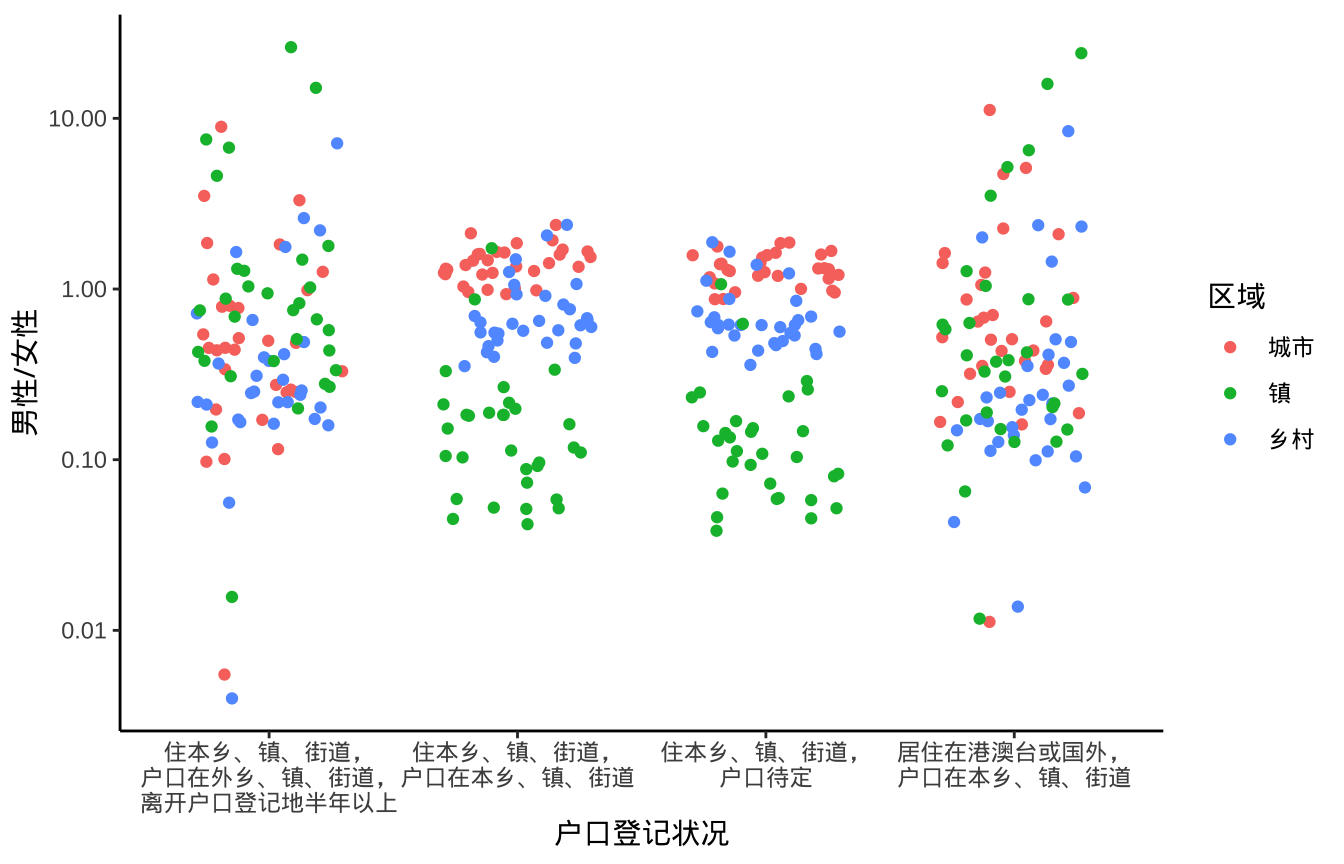 男性/女性
10.00
1.00
0.10
0.01
住本乡、镇、街道，
户口在外乡、镇、街道，
离开户口登记地半年以上
住本乡、镇、街道，
户口在本乡、镇、街道
住本乡、镇、街道，
户口待定
居住在港澳台或国外，
户口在本乡、镇、街道
户口登记状况
区域
城市
镇
乡村